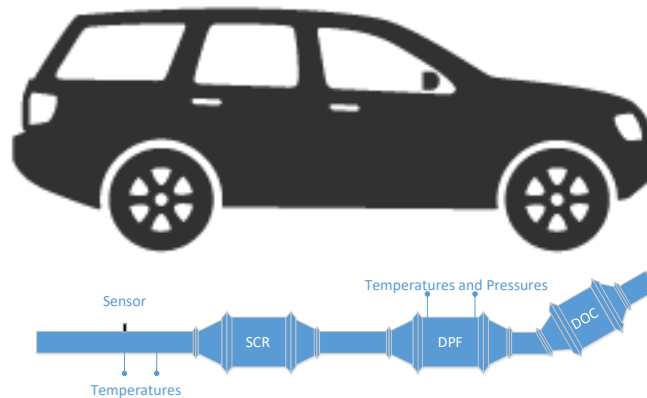 Temperatures and Pressures
Sensor
DOC
SCR
DPF
Temperatures